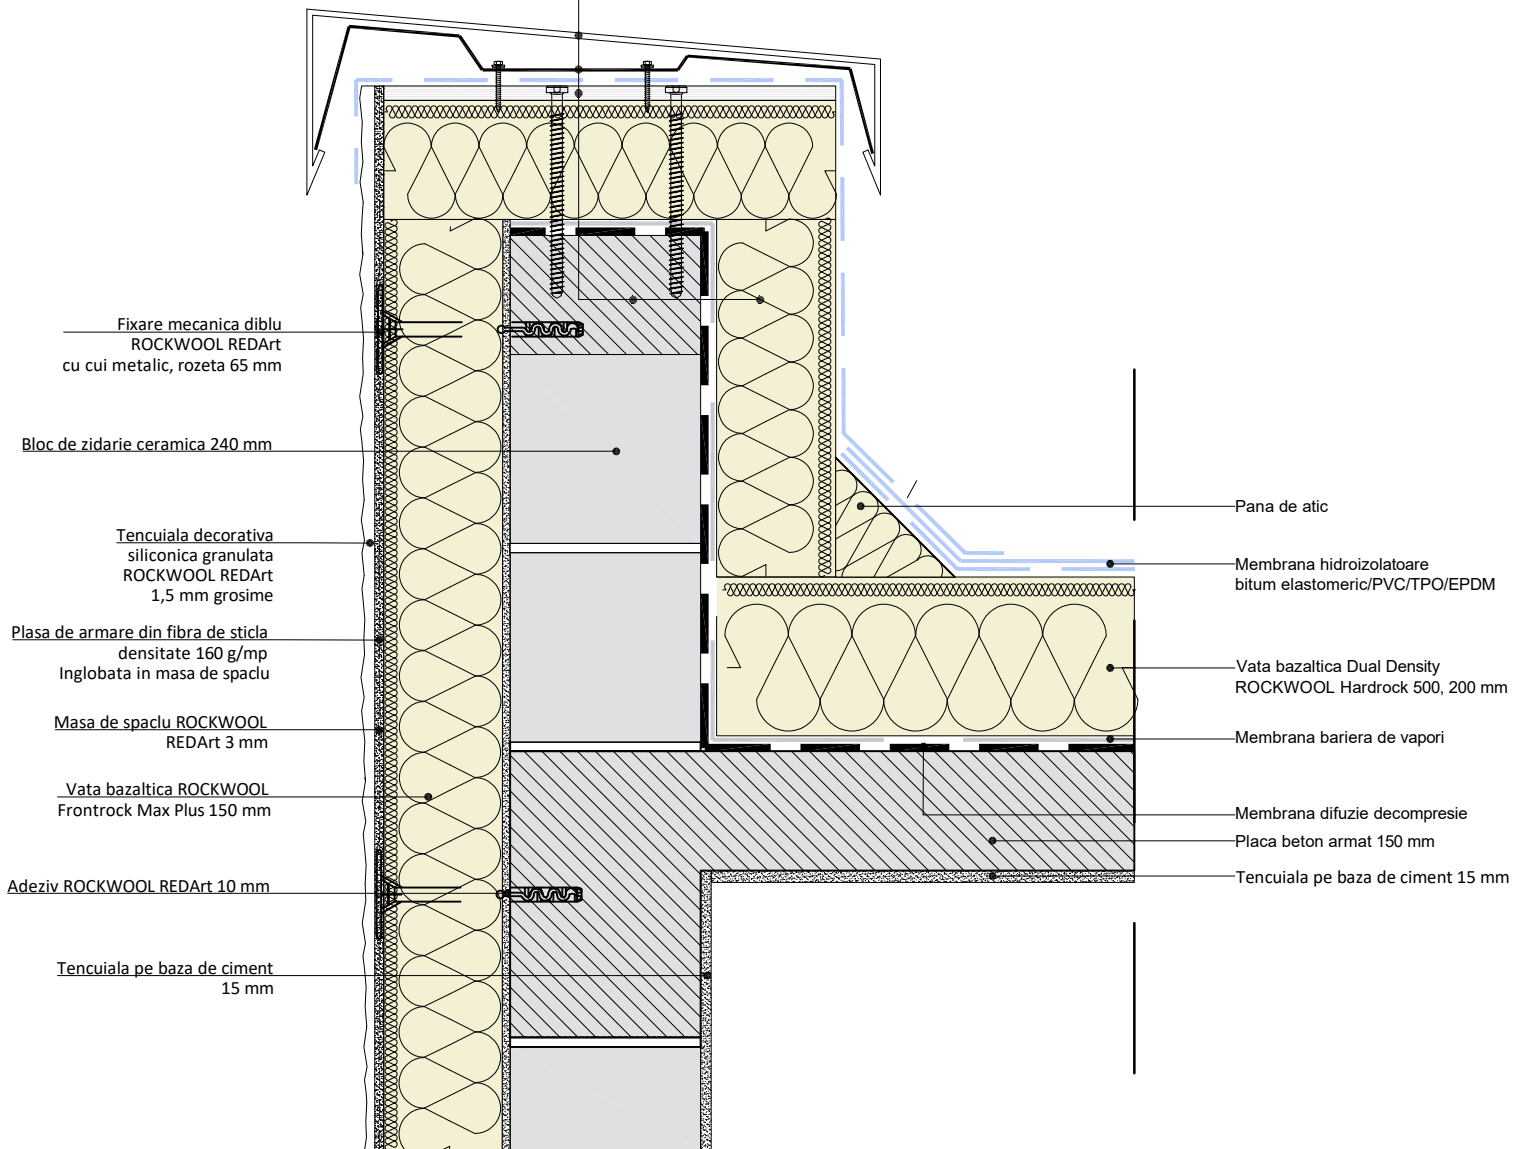 Fixare mecanica diblu
ROCKWOOL REDArt
cu cui metalic, rozeta 65 mm
Bloc de zidarie ceramica 240 mm
Tencuiala decorativa
siliconica granulata
ROCKWOOL REDArt
1,5 mm grosime
Plasa de armare din fibra de sticla
densitate 160 g/mp
Inglobata in masa de spaclu
Masa de spaclu ROCKWOOL
REDArt 3 mm
Vata bazaltica ROCKWOOL
Frontrock Max Plus 150 mm
Adeziv ROCKWOOL REDArt 10 mm
Tencuiala pe baza de ciment
15 mm
Pana de atic
Membrana hidroizolatoare
bitum elastomeric/PVC/TPO/EPDM
Vata bazaltica Dual Density
ROCKWOOL Hardrock 500, 200 mm
Membrana bariera de vapori
Membrana difuzie decompresie
Placa beton armat 150 mm
Tencuiala pe baza de ciment 15 mm